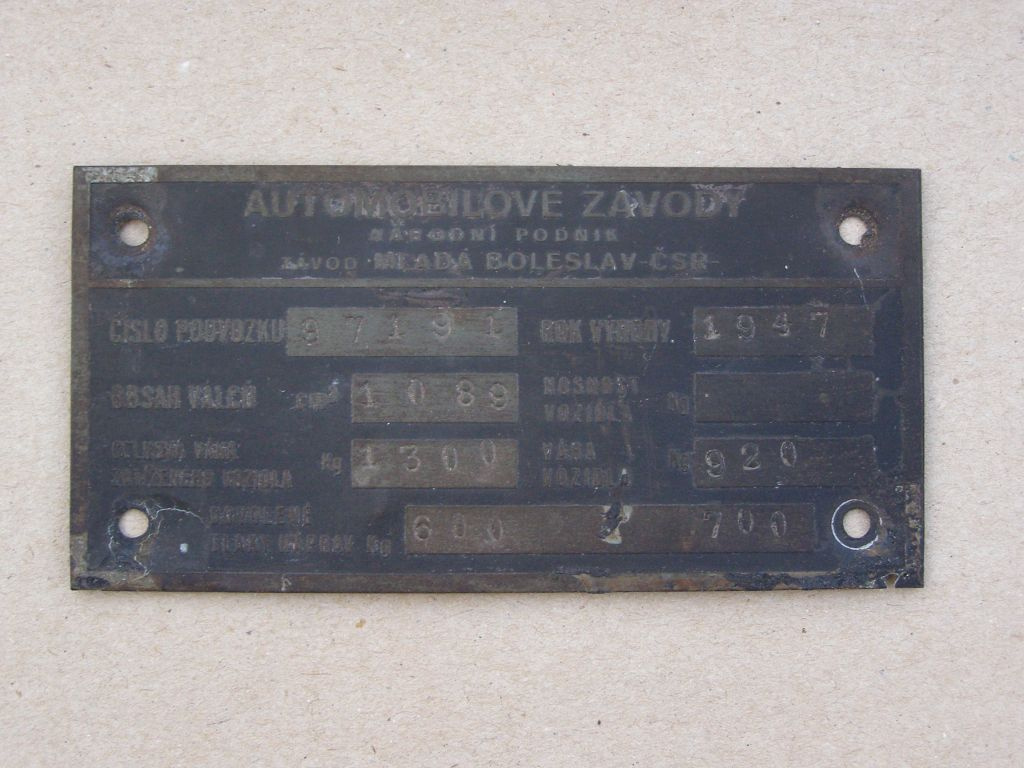 AUTOMOBILOVÉ ZÁVODY
NÁRODNÍ PODNIK
ZÁVOD MLADÁ BOLESLAV ČSR
ČÍSLO PODVOZKU 97191 ROK VÝROBY 1947
OBSAH VÁLCŮ cm³ 1089 NOSNOST VOZIDLA Kg
CELKOVÁ VÁHA ZATÍŽENÉHO VOZIDLA Kg 1300 VÁHA VOZIDLA Kg 920
DOVOLENÉ
TLAKY NÁPRAV Kg 600 700